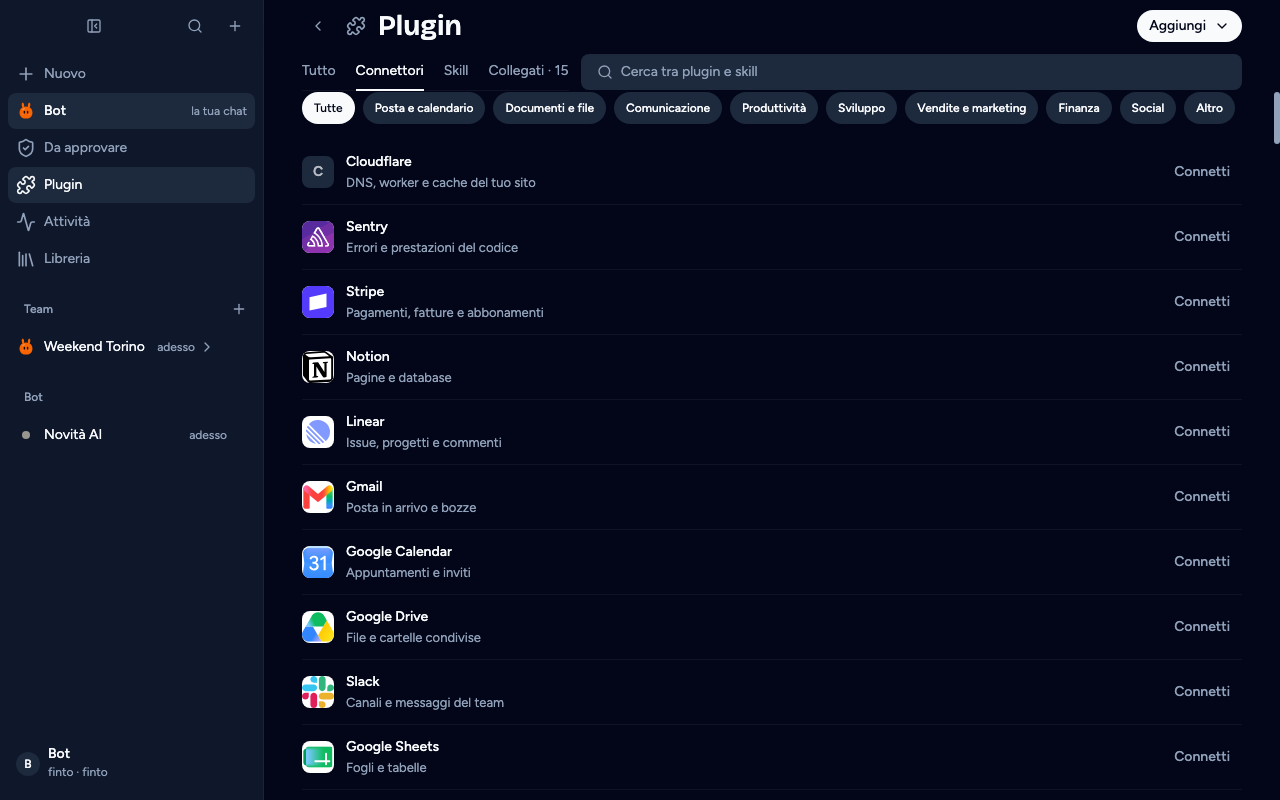 Plugin
Aggiungi
Nuovo
Tutto
Connettori
Skill
Collegati · 15
Cerca tra plugin e skill
Bot
la tua chat
Tutte
Posta e calendario
Documenti e file
Comunicazione
Produttività
Sviluppo
Vendite e marketing
Finanza
Social
Altro
Da approvare
Plugin
Attività
Libreria
Team
Weekend Torino
adesso
Bot
Novità AI
adesso
C
Cloudflare
DNS, worker e cache del tuo sito
Connetti
Sentry
Errori e prestazioni del codice
Connetti
Stripe
Pagamenti, fatture e abbonamenti
Connetti
N
Notion
Pagine e database
Connetti
Linear
Issue, progetti e commenti
Connetti
Gmail
Posta in arrivo e bozze
Connetti
31
Google Calendar
Appuntamenti e inviti
Connetti
Google Drive
File e cartelle condivise
Connetti
Slack
Canali e messaggi del team
Connetti
Google Sheets
Fogli e tabelle
Connetti
B
Bot
finto · finto